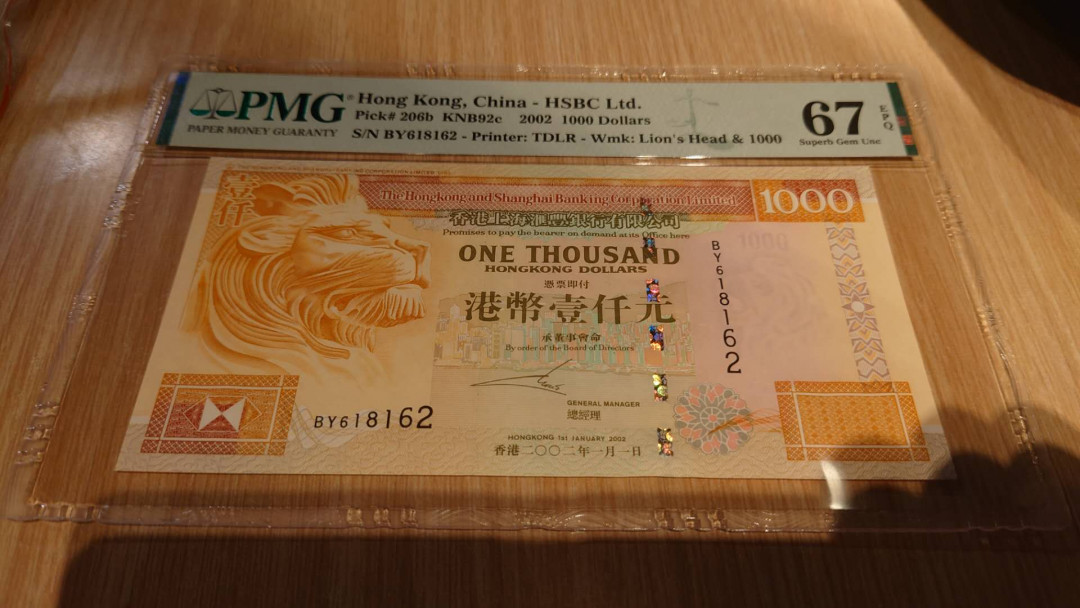 PMG
PAPER MONEY GUARANTY
Hong Kong, China - HSBC Ltd.
Pick# 206b KNB92c 2002 1000 Dollars
S/N BY618162 - Printer: TDLR - Wmk: Lion's Head & 1000
67
EPQ
Superb Gem Unc
壹仟
The Hongkong and Shanghai Banking Corporation Limited
1000
香港上海滙豐銀行有限公司
Promises to pay the bearer on demand at its Office here
ONE THOUSAND
HONGKONG DOLLARS
憑票即付
港幣壹仟元
承董事會命
By order of the Board of Directors
BY618162
GENERAL MANAGER
總經理
BY618162
HONGKONG 1st JANUARY 2002
香港二〇〇二年一月一日